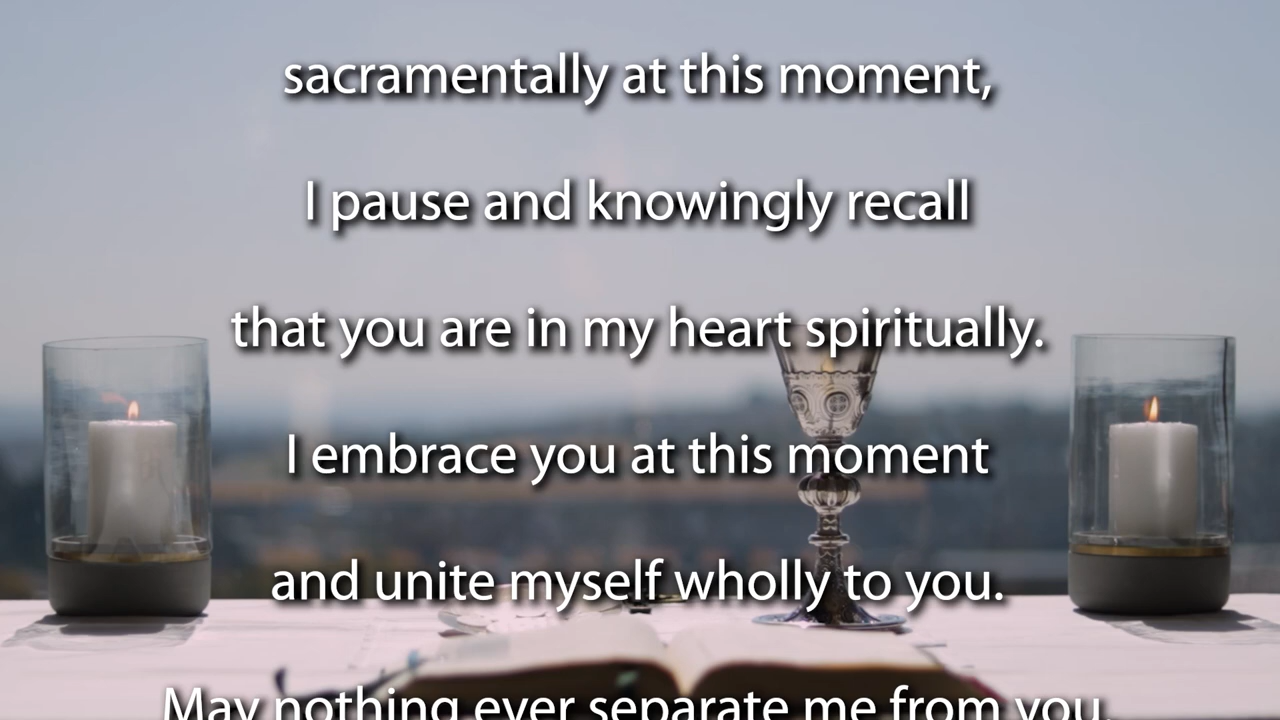 sacramentally at this moment,
I pause and knowingly recall
that you are in my heart spiritually.
I embrace you at this moment
and unite myself wholly to you.
May nothing ever separate me from you.